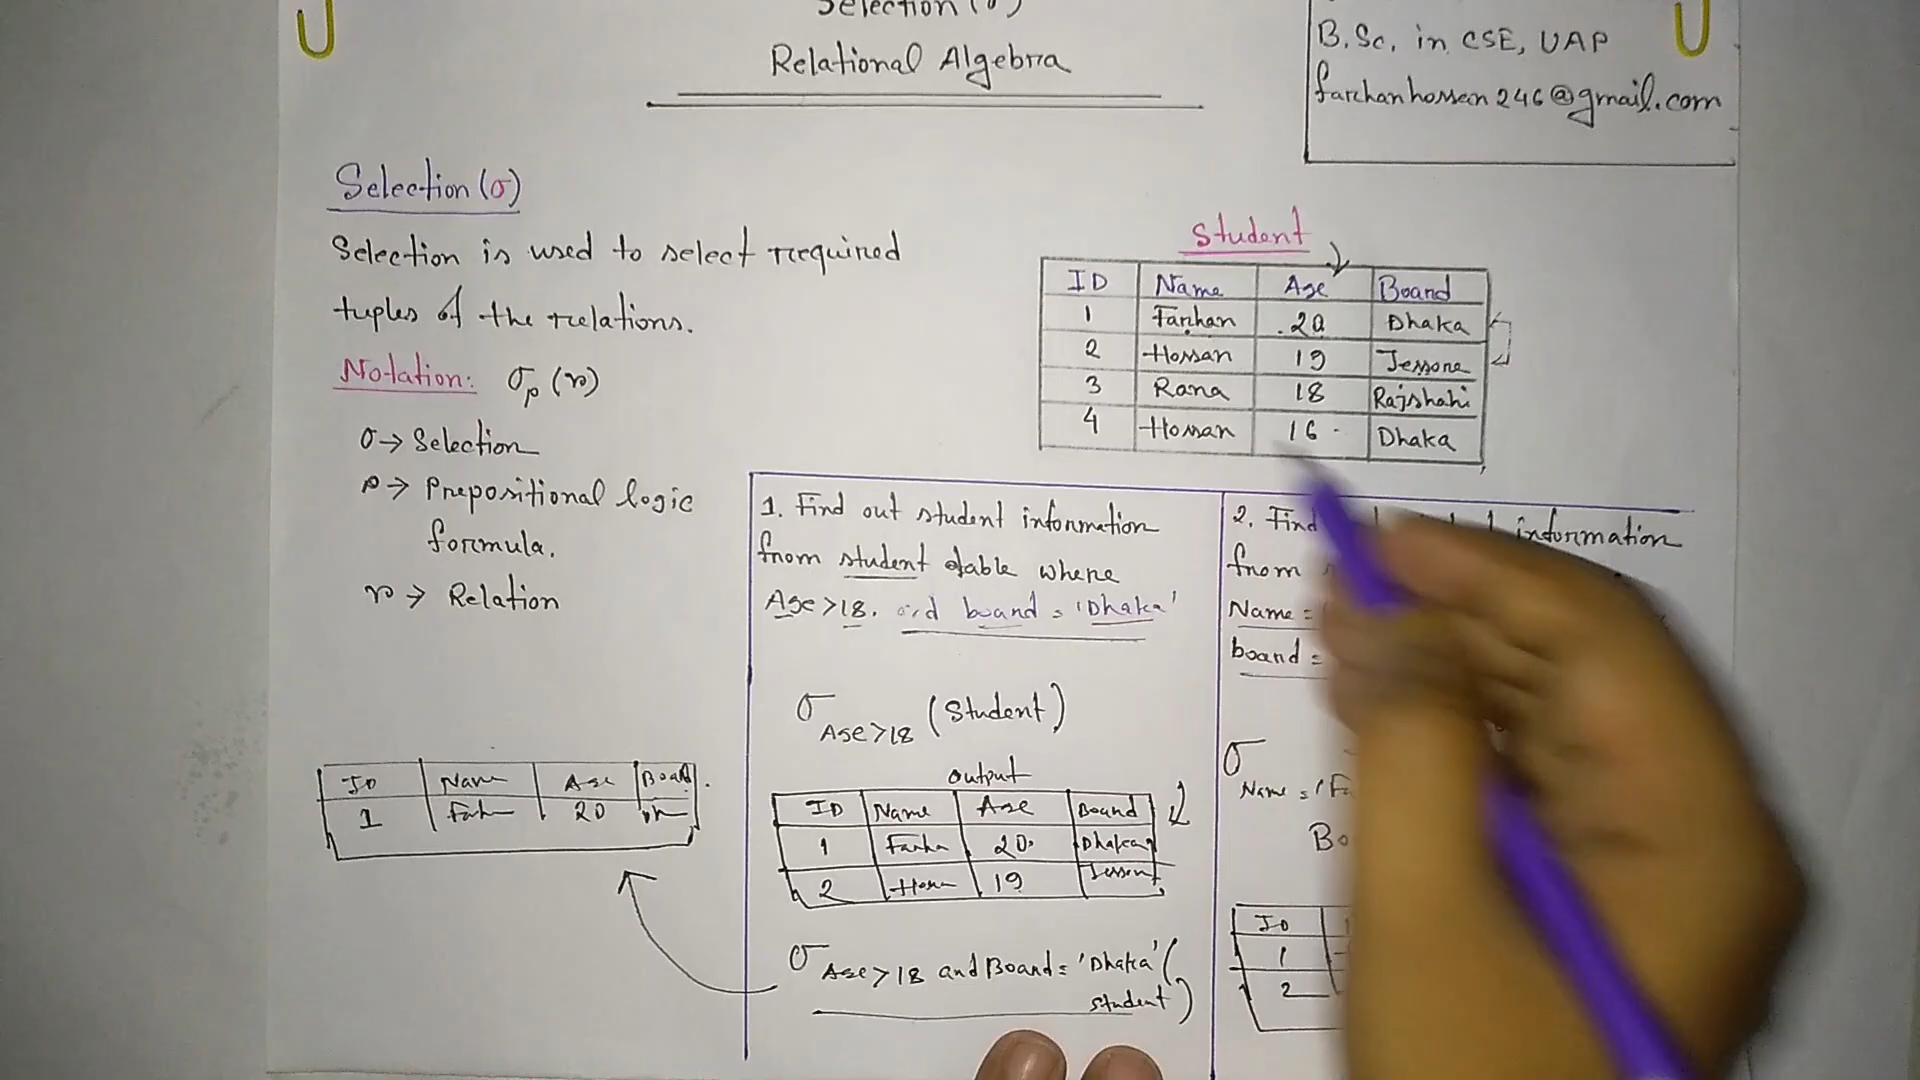 Selection (σ)
Relational Algebra
B.Sc. in CSE, UAP
farhanhossan246@gmail.com
Selection (σ)
Selection is used to select required
tuples of the relations.
Notation: σp (r)
σ → Selection
p → Prepositional logic
formula.
r → Relation
Student
ID Name Age Board
1 Farhan 20 Dhaka
2 Hossan 19 Jessore
3 Rana 18 Rajshahi
4 Hossan 16 Dhaka
1. Find out student information
from student table where
Age > 18. and board = 'Dhaka'
σ Age > 18 (Student)
output
ID Name Age Board
1 Farha 20 Dhaka
2 19
σ Age > 18 and Board = 'Dhaka' (
student)
ID Name Age Board
1 20
2. Find information
from
Name =
board =
σ
Name = 'Fa
Bo
ID
1
2